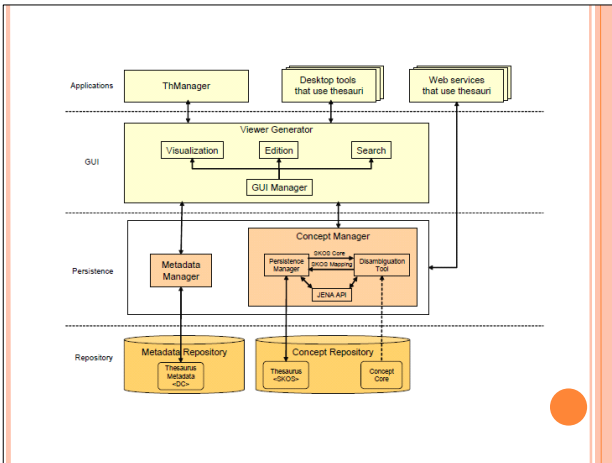 Applications
ThManager
Desktop tools
that use thesauri
Web services
that use thesauri
GUI
Viewer Generator
Visualization
Edition
Search
GUI Manager
Persistence
Metadata
Manager
Concept Manager
Persistence
Manager
SKOS Core
SKOS Mapping
Disambiguation
Tool
JENA API
Repository
Metadata Repository
Thesaurus
Metadata
<DC>
Concept Repository
Thesaurus
<SKOS>
Concept
Core